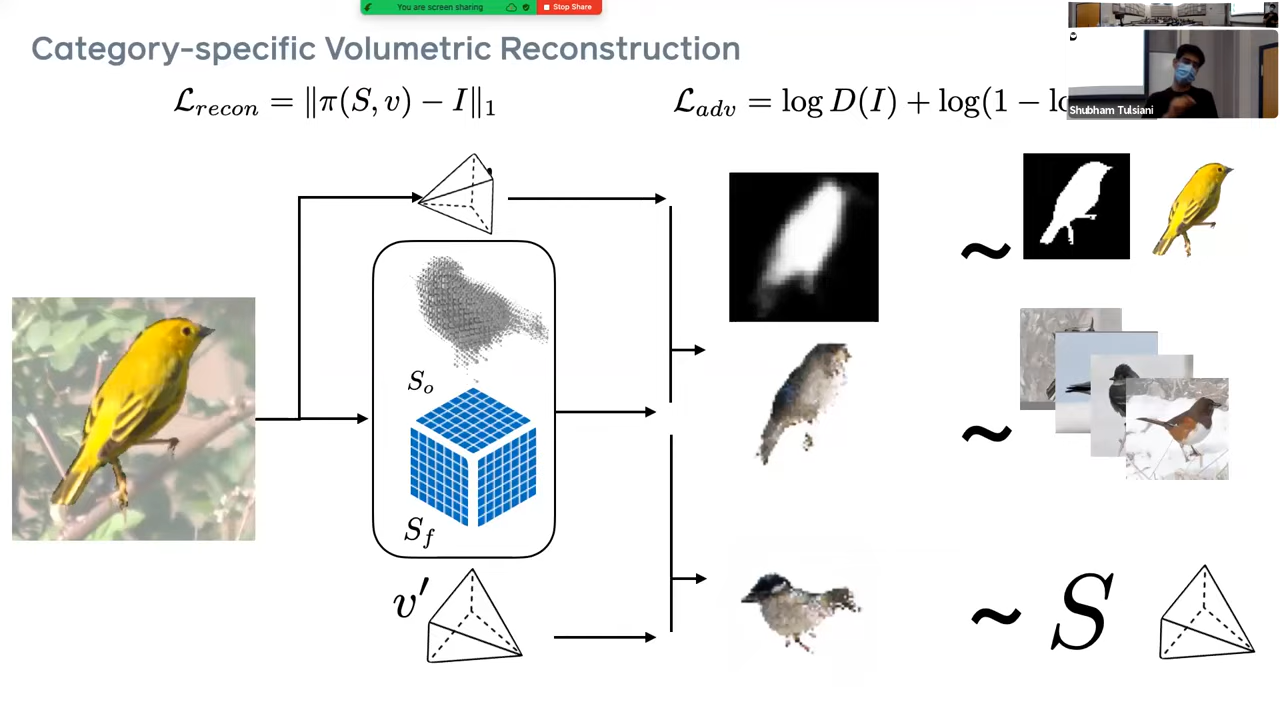 You are screen sharing
Stop Share
Category-specific Volumetric Reconstruction
ℒ_recon = ‖π(S, v) − I‖₁
ℒ_adv = log D(I) + log(1 −
Shubham Tulsiani
S_o
S_f
v′
~
~
~ S